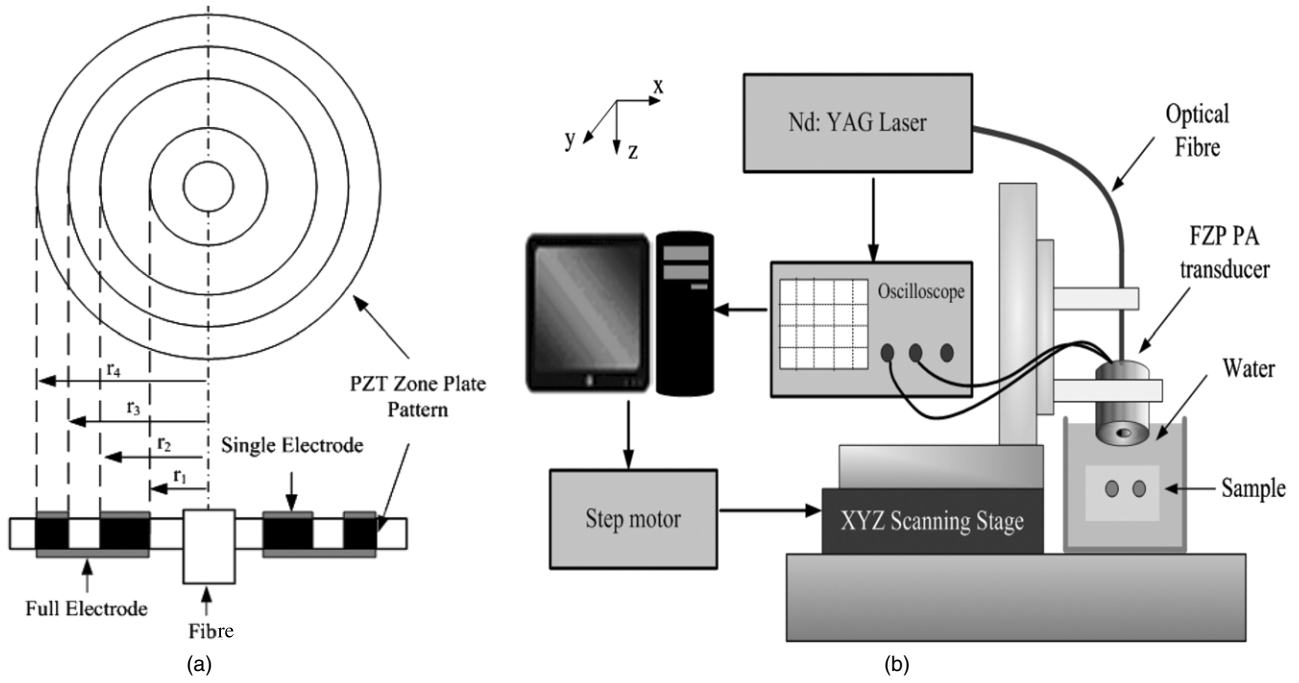 r4
r3
r2
r1
PZT Zone Plate
Pattern
Single Electrode
Full Electrode
Fibre
(a)
x
y
z
Nd: YAG Laser
Optical
Fibre
FZP PA
transducer
Oscilloscope
Water
Sample
Step motor
XYZ Scanning Stage
(b)